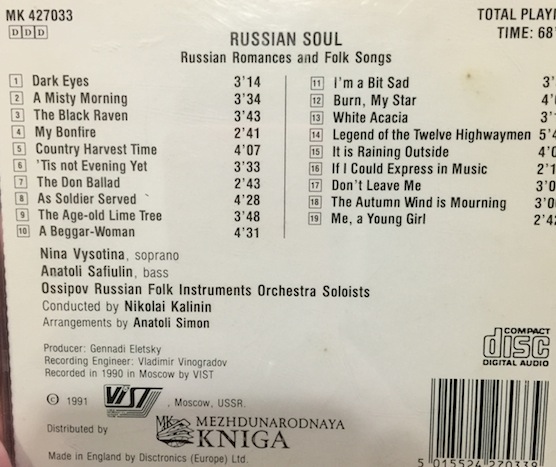 MK 427033
DDD
TOTAL
TIME: 68'
RUSSIAN SOUL
Russian Romances and Folk Songs
1 Dark Eyes 3'14
2 A Misty Morning 3'34
3 The Black Raven 3'43
4 My Bonfire 2'41
5 Country Harvest Time 4'07
6 'Tis not Evening Yet 3'33
7 The Don Ballad 2'43
8 As Soldier Served 4'28
9 The Age-old Lime Tree 3'48
10 A Beggar-Woman 4'31
11 I'm a Bit Sad
12 Burn, My Star
13 White Acacia
14 Legend of the Twelve Highwaymen
15 It is Raining Outside
16 If I Could Express in Music
17 Don't Leave Me
18 The Autumn Wind is Mourning
19 Me, a Young Girl
Nina Vysotina, soprano
Anatoli Safiulin, bass
Ossipov Russian Folk Instruments Orchestra Soloists
Conducted by Nikolai Kalinin
Arrangements by Anatoli Simon
Producer: Gennadi Eletsky
Recording Engineer: Vladimir Vinogradov
Recorded in 1990 in Moscow by VIST
© 1991 VIST, Moscow, USSR.
Distributed by MK MEZHDUNARODNAYA
KNIGA
Made in England by Disctronics (Europe) Ltd.
COMPACT
disc
DIGITAL AUDIO
5 015524 270339